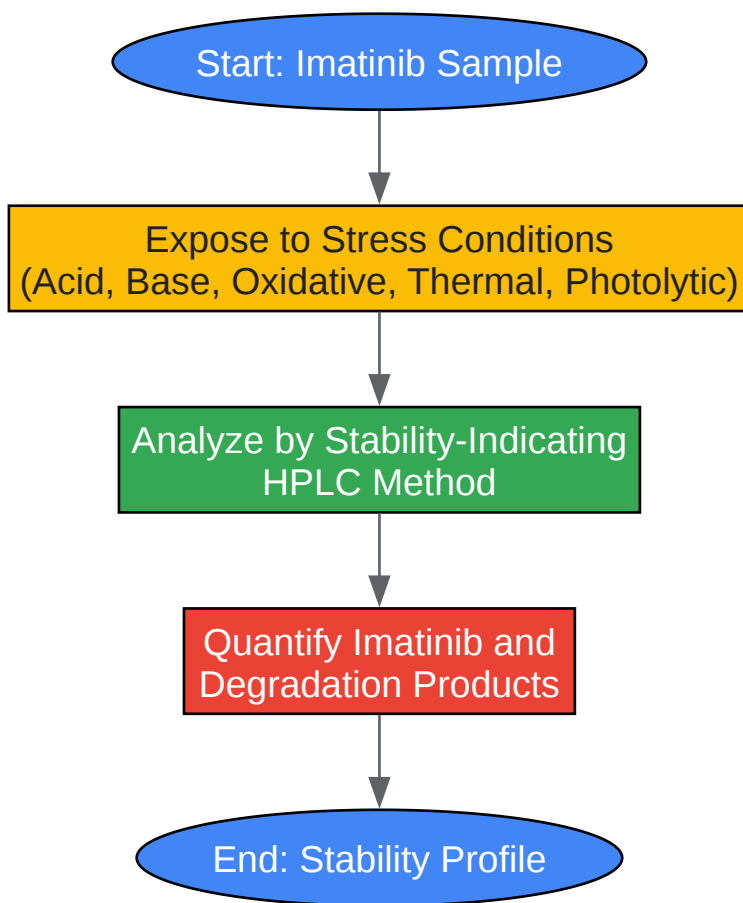 Start: Imatinib Sample
Expose to Stress Conditions
(Acid, Base, Oxidative, Thermal, Photolytic)
Analyze by Stability-Indicating
HPLC Method
Quantify Imatinib and
Degradation Products
End: Stability Profile